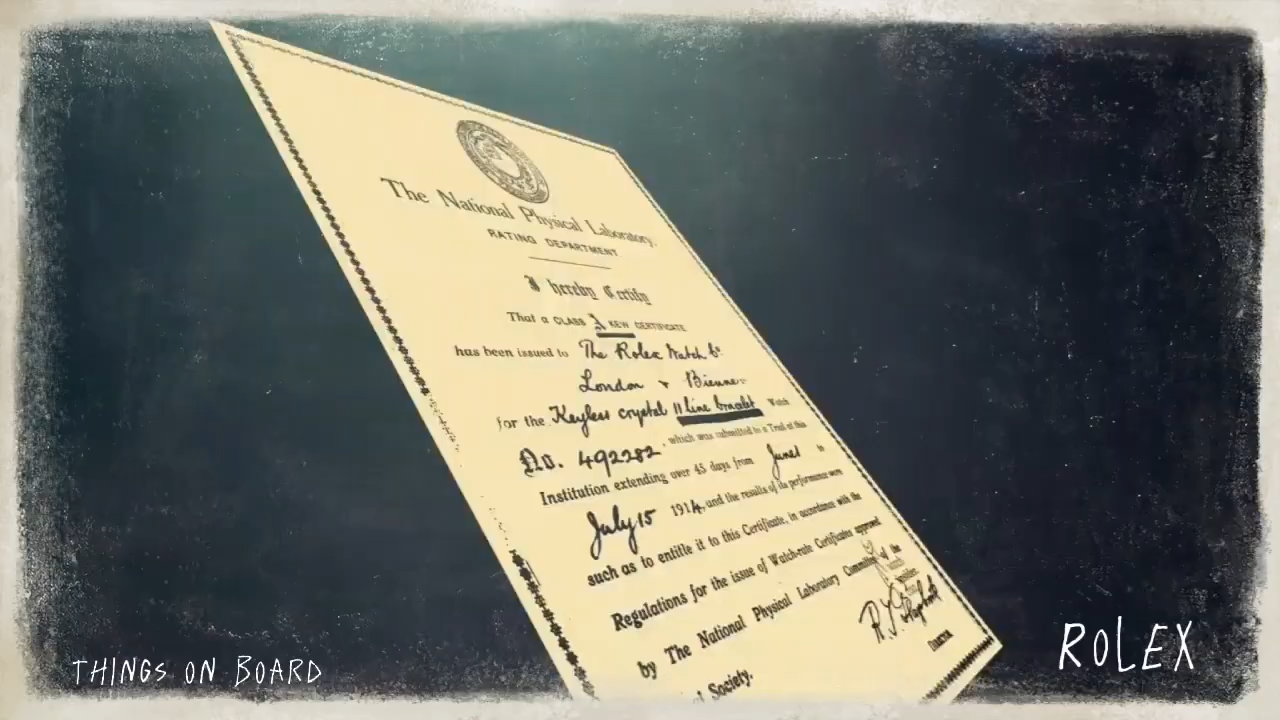 The National Physical Laboratory.
RATING DEPARTMENT
I hereby Certify
That a CLASS A KEW CERTIFICATE
has been issued to The Rolex Watch Co
London & Bienne
for the Keyless crystal 11 line bracelet Watch
No. 492282, which was submitted to a Trial at this
Institution extending over 45 days from June 1 to
July 15 1914, and the results of its performance were
such as to entitle it to this Certificate, in accordance with the
Regulations for the issue of Watch-rate Certificates approved
by The National Physical Laboratory Committee of the
Society.
DIRECTOR
THINGS ON BOARD
ROLEX